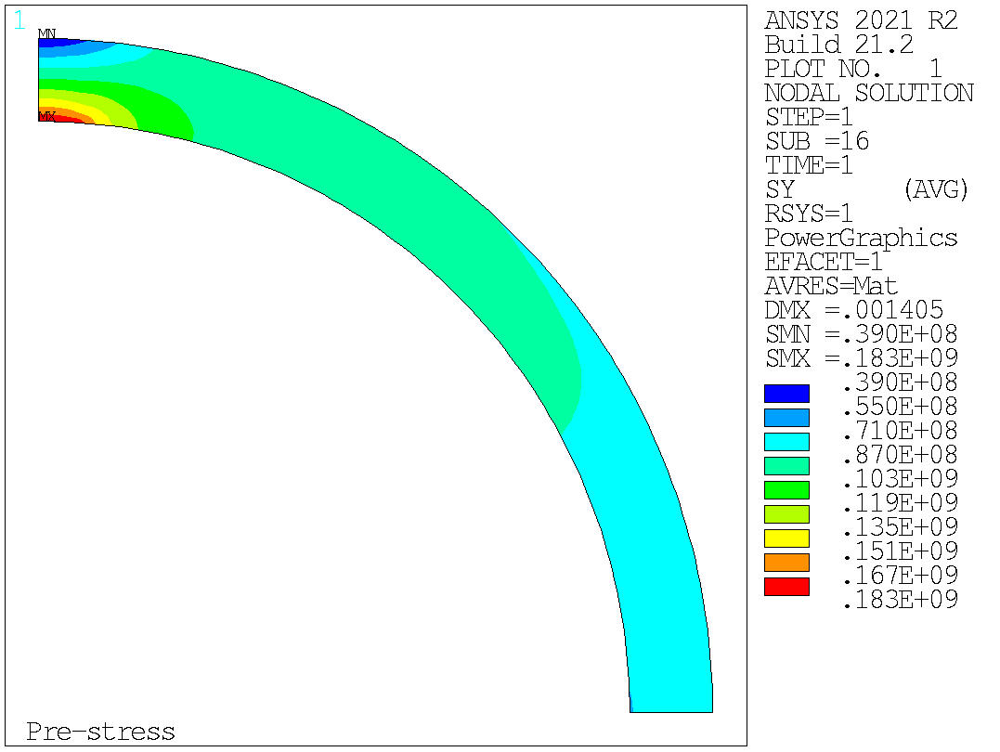 1
MN
MX
Pre-stress
ANSYS 2021 R2
Build 21.2
PLOT NO. 1
NODAL SOLUTION
STEP=1
SUB =16
TIME=1
SY (AVG)
RSYS=1
PowerGraphics
EFACET=1
AVRES=Mat
DMX =.001405
SMN =.390E+08
SMX =.183E+09
.390E+08
.550E+08
.710E+08
.870E+08
.103E+09
.119E+09
.135E+09
.151E+09
.167E+09
.183E+09